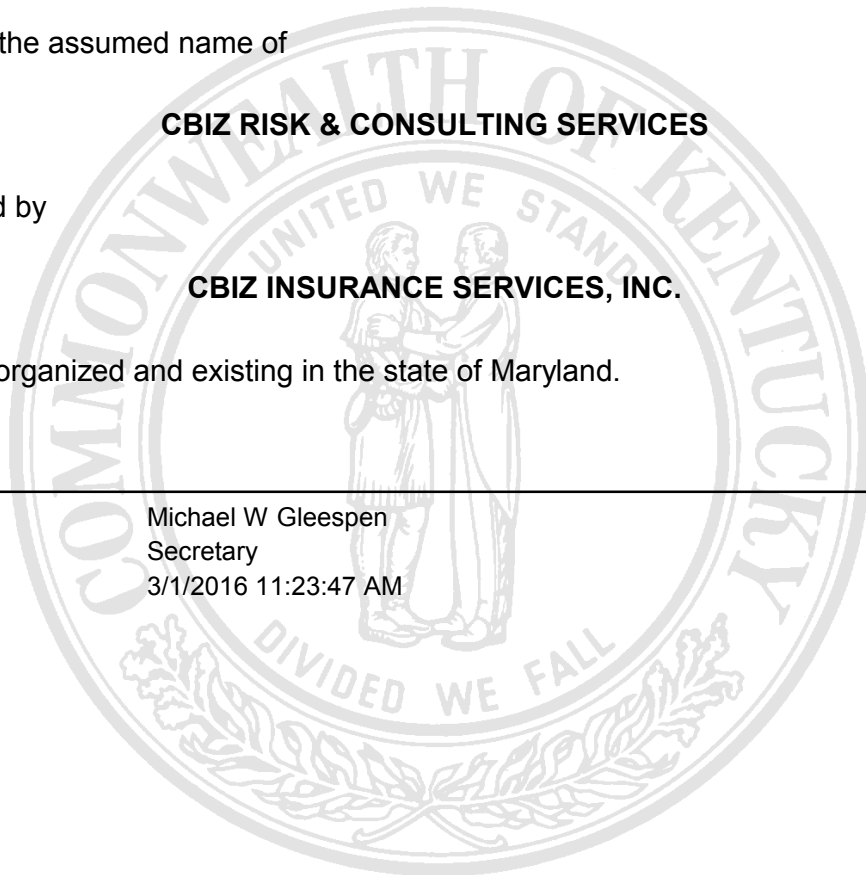 the assumed name of
CBIZ RISK & CONSULTING SERVICES
d by
CBIZ INSURANCE SERVICES, INC.
organized and existing in the state of Maryland.
Michael W Gleespen
Secretary
3/1/2016 11:23:47 AM
COMMONWEALTH OF KENTUCKY
UNITED WE STAND
DIVIDED WE FALL